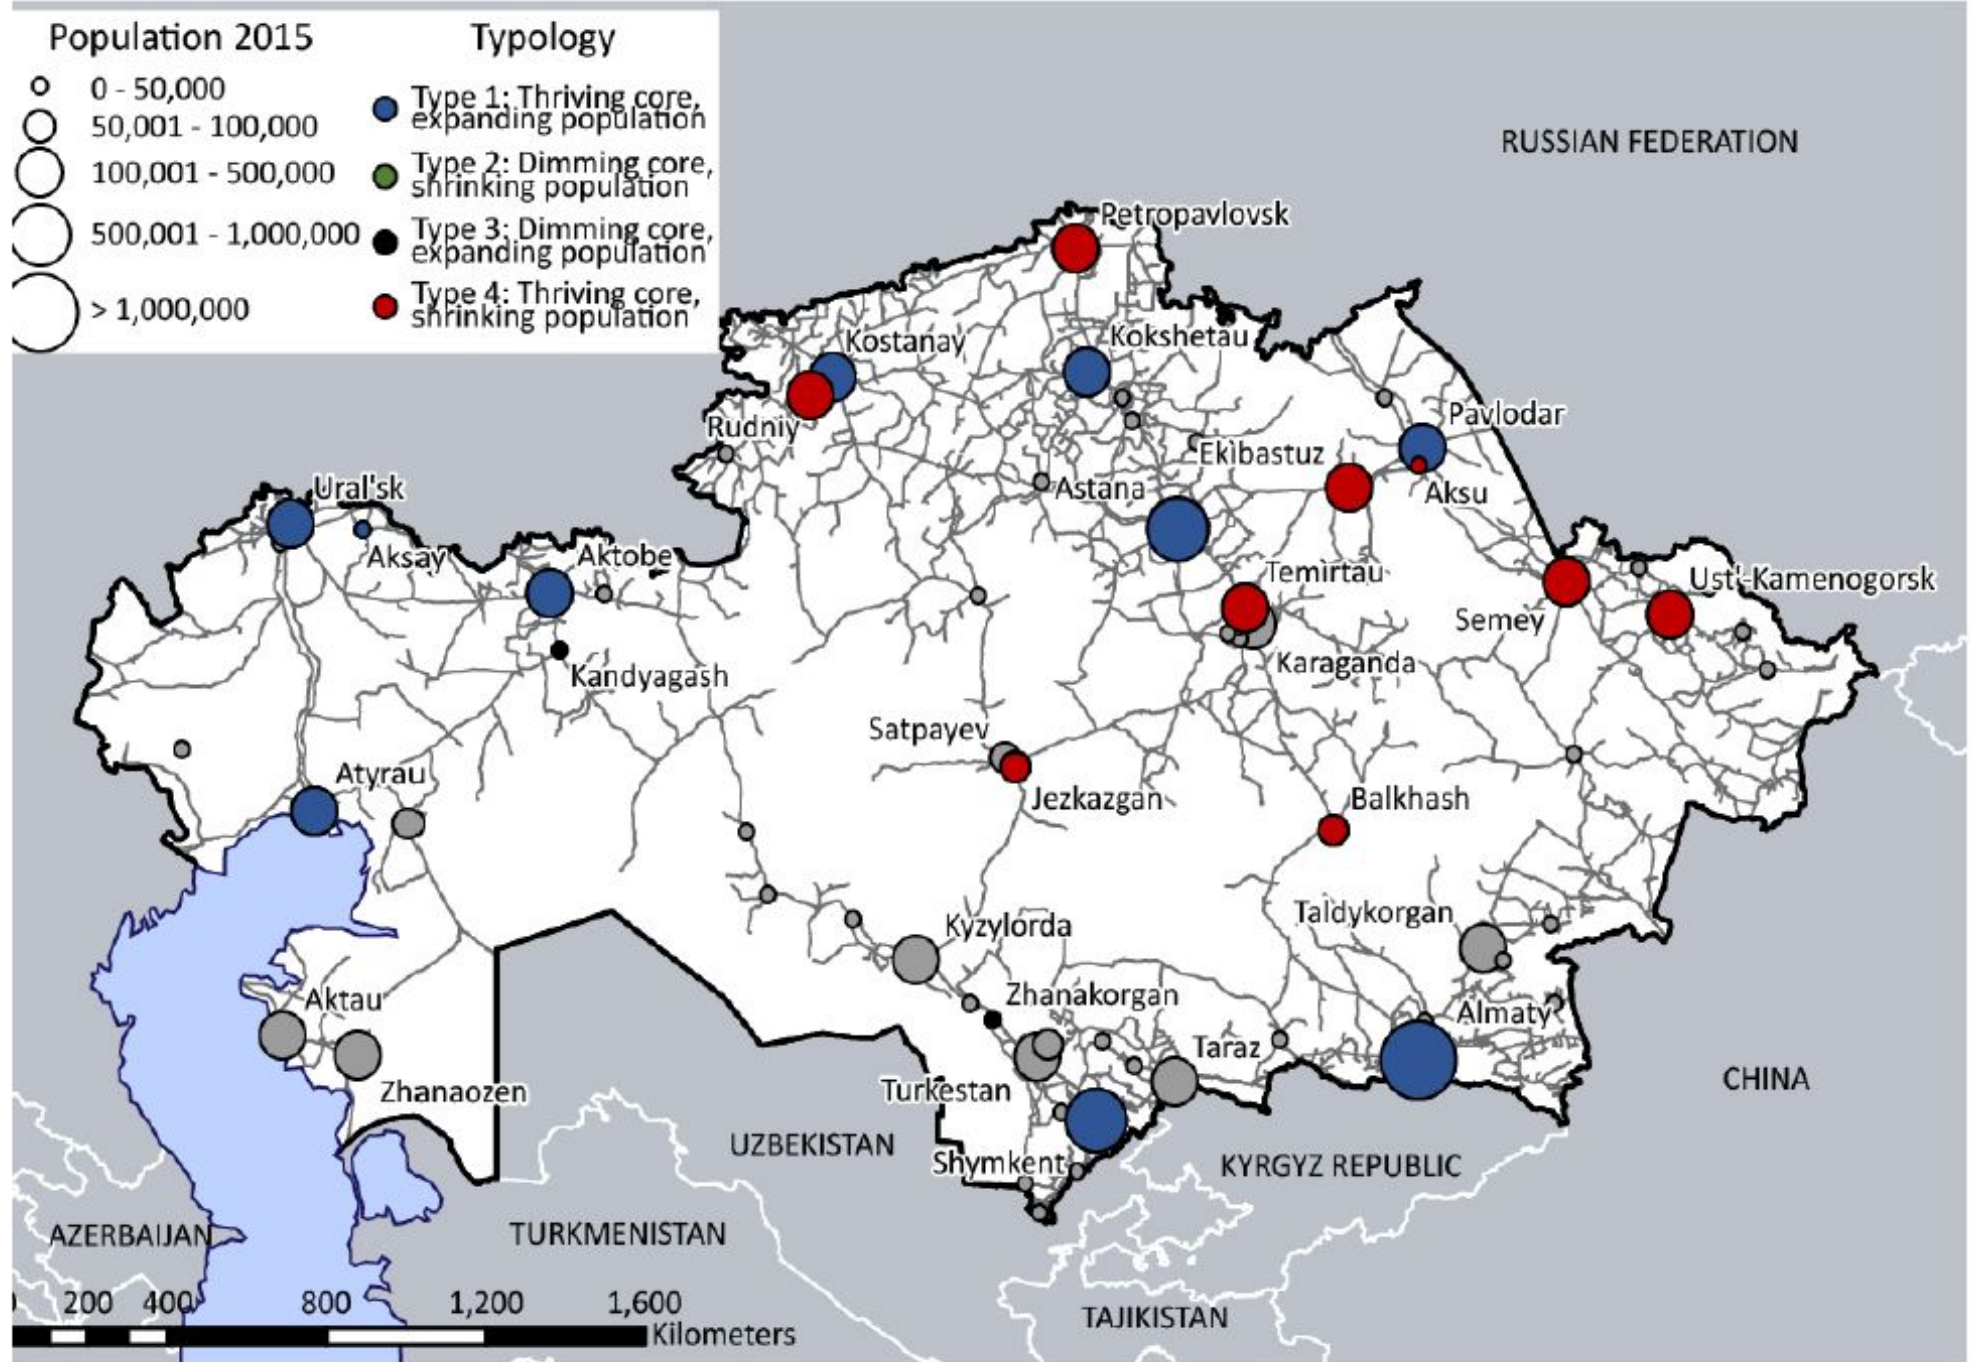 Population 2015
0 - 50,000
50,001 - 100,000
100,001 - 500,000
500,001 - 1,000,000
> 1,000,000
Typology
Type 1: Thriving core,
expanding population
Type 2: Dimming core,
shrinking population
Type 3: Dimming core,
expanding population
Type 4: Thriving core,
shrinking population
RUSSIAN FEDERATION
Petropavlovsk
Kostanay
Kokshetau
Rudniy
Pavlodar
Ekibastuz
Aksu
Astana
Ural'sk
Aksay
Aktobe
Temirtau
Ust'-Kamenogorsk
Semey
Karaganda
Kandyagash
Satpayev
Jezkazgan
Balkhash
Atyrau
Taldykorgan
Kyzylorda
Zhanakorgan
Aktau
Almaty
Taraz
Zhanaozen
Turkestan
CHINA
UZBEKISTAN
Shymkent
KYRGYZ REPUBLIC
AZERBAIJAN
TURKMENISTAN
TAJIKISTAN
200 400 800 1,200 1,600
Kilometers